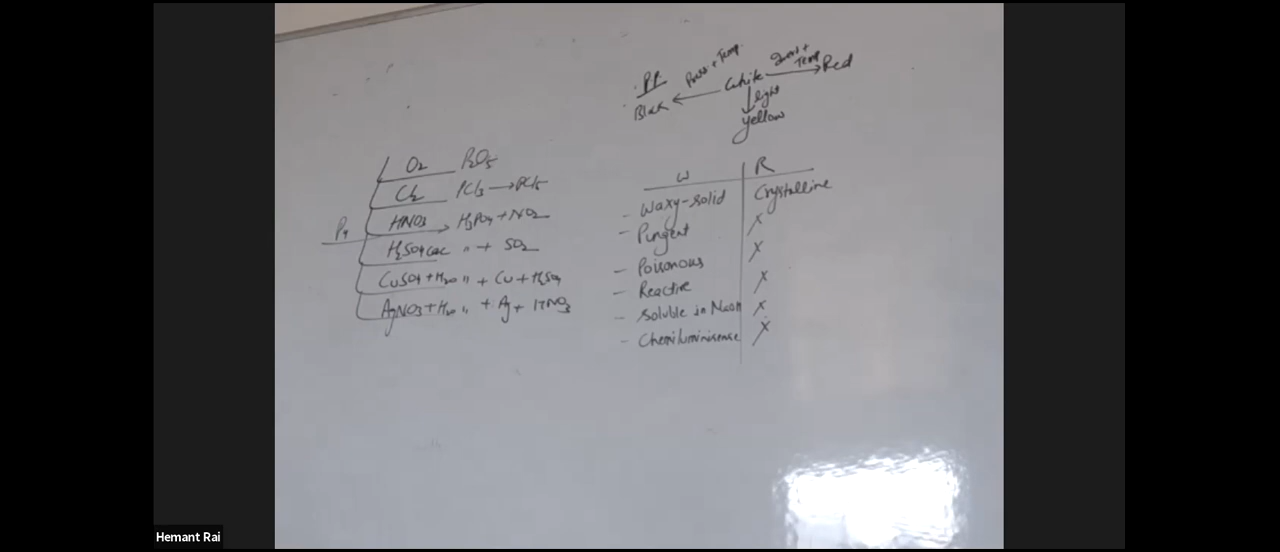 P.P.
Press + Temp
White
Inert + Temp
Red
Black
light
Yellow
P4
O2 P2O5
Cl2 PCl3 → PCl5
HNO3 → H3PO4 + NO2
H2SO4 conc " + SO2
CuSO4 + H2O " + Cu + H2SO4
AgNO3 + H2O " + Ag + HNO3
W R
- Waxy-solid Crystalline
- Pungent X
- Poisonous X
- Reactive X
- Soluble in NaOH X
- Chemiluminisense X
Hemant Rai